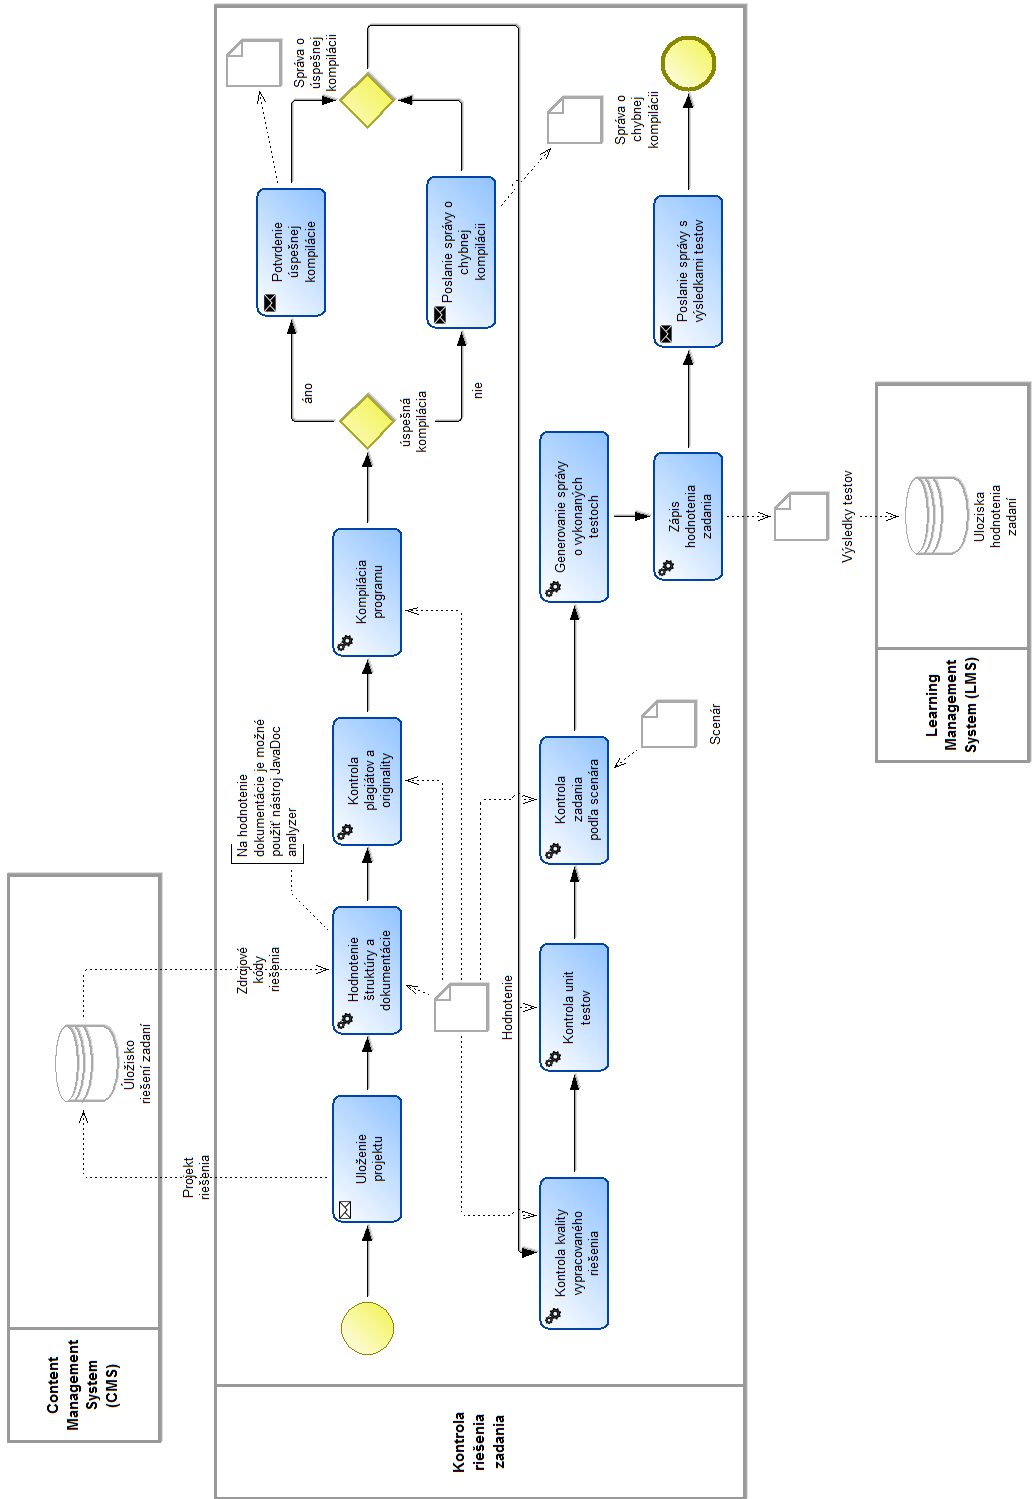 Content
Management
System
(CMS)
Úložisko
riešení zadaní
Projekt
riešenia
Zdrojové
kódy
riešenia
Kontrola
riešenia
zadania
Uloženie
projektu
Hodnotenie
štruktúry a
dokumentácie
Na hodnotenie
dokumentácie je možné
použiť nástroj JavaDoc
analyzer
Kontrola
plagiátov a
originality
Kompilácia
programu
úspešná
kompilácia
áno
nie
Potvrdenie
úspešnej
kompilácie
Správa o
úspešnej
kompilácii
Poslanie správy o
chybnej
kompilácii
Správa o
chybnej
kompilácii
Hodnotenie
Kontrola kvality
vypracovaného
riešenia
Kontrola unit
testov
Kontrola
zadania
podľa scenára
Scenár
Generovanie správy
o vykonaných
testoch
Zápis
hodnotenia
zadania
Poslanie správy s
výsledkami testov
Výsledky testov
Learning
Management
System (LMS)
Uloziska
hodnotenia
zadaní